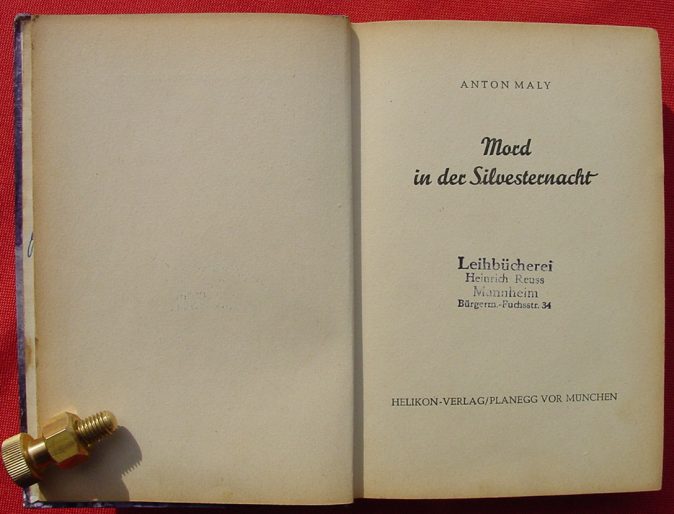 ANTON MALY
Mord
in der Silvesternacht
Leihbücherei
Heinrich Reuss
Mannheim
Bürgerm.-Fuchsstr. 34
HELIKON-VERLAG/PLANEGG VOR MÜNCHEN